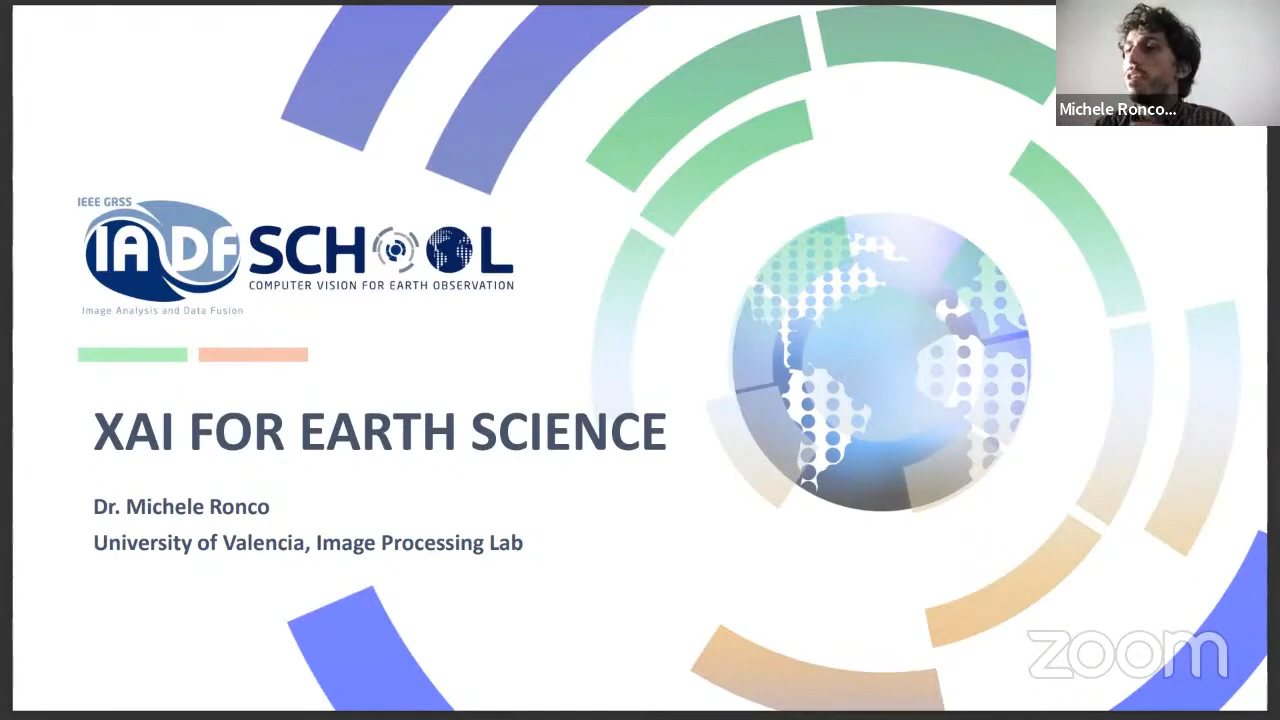 Michele Ronco...
IEEE GRSS
IADF SCHOOL
COMPUTER VISION FOR EARTH OBSERVATION
Image Analysis and Data Fusion
XAI FOR EARTH SCIENCE
Dr. Michele Ronco
University of Valencia, Image Processing Lab
zoom